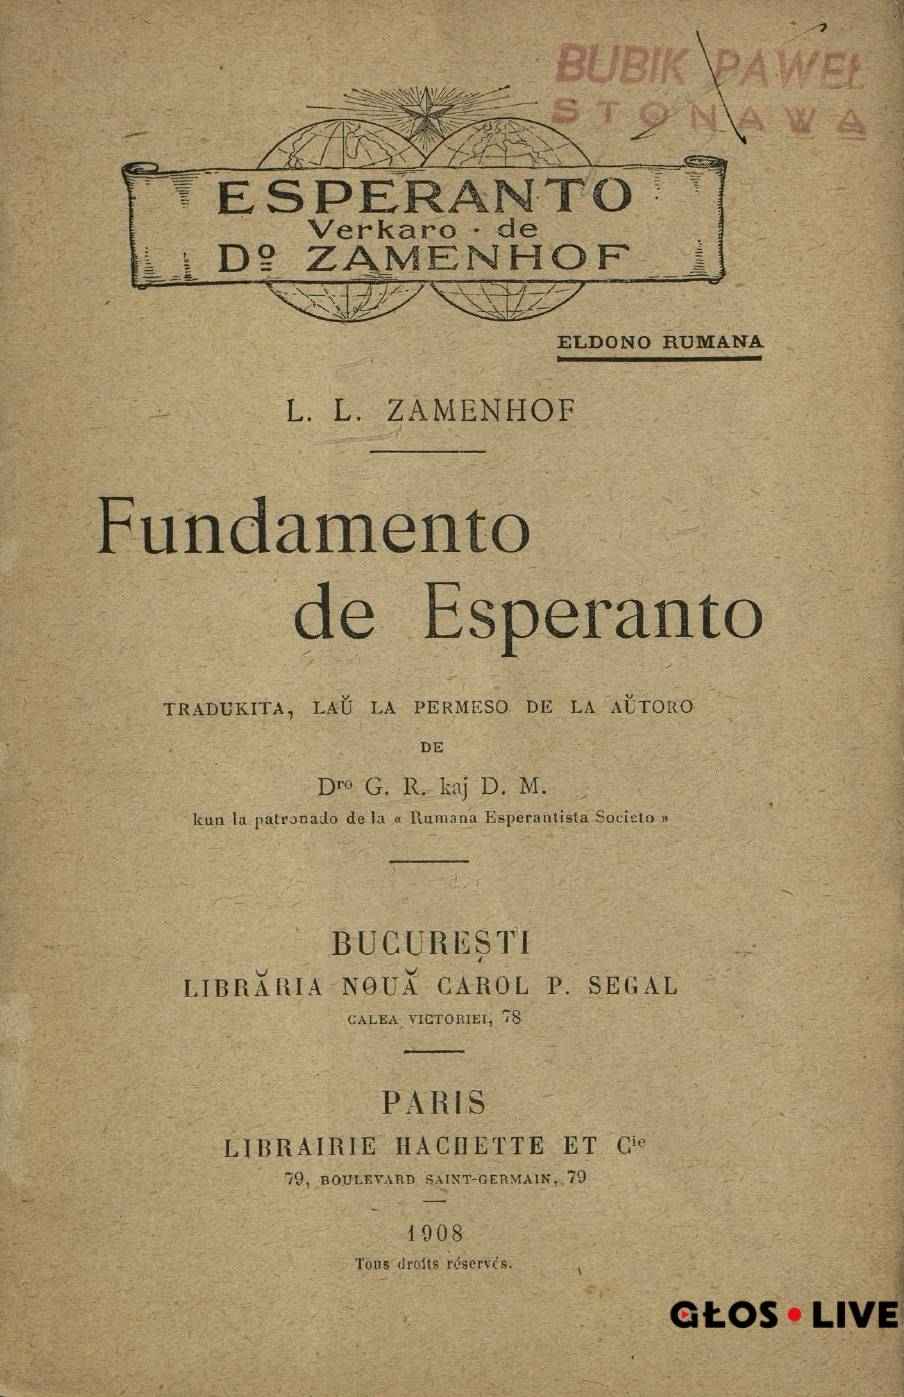 BUBIK PAWEŁ
STONAWA
ESPERANTO
Verkaro · de
Dº ZAMENHOF
ELDONO RUMANA
L. L. ZAMENHOF
Fundamento
de Esperanto
TRADUKITA, LAŬ LA PERMESO DE LA AŬTORO
DE
Dro G. R. kaj D. M.
kun la patronado de la « Rumana Esperantista Societo »
BUCUREȘTI
LIBRĂRIA NOUĂ CAROL P. SEGAL
CALEA VICTORIEI, 78
PARIS
LIBRAIRIE HACHETTE ET Cie
79, BOULEVARD SAINT-GERMAIN, 79
1908
Tous droits réservés.
GŁOS LIVE